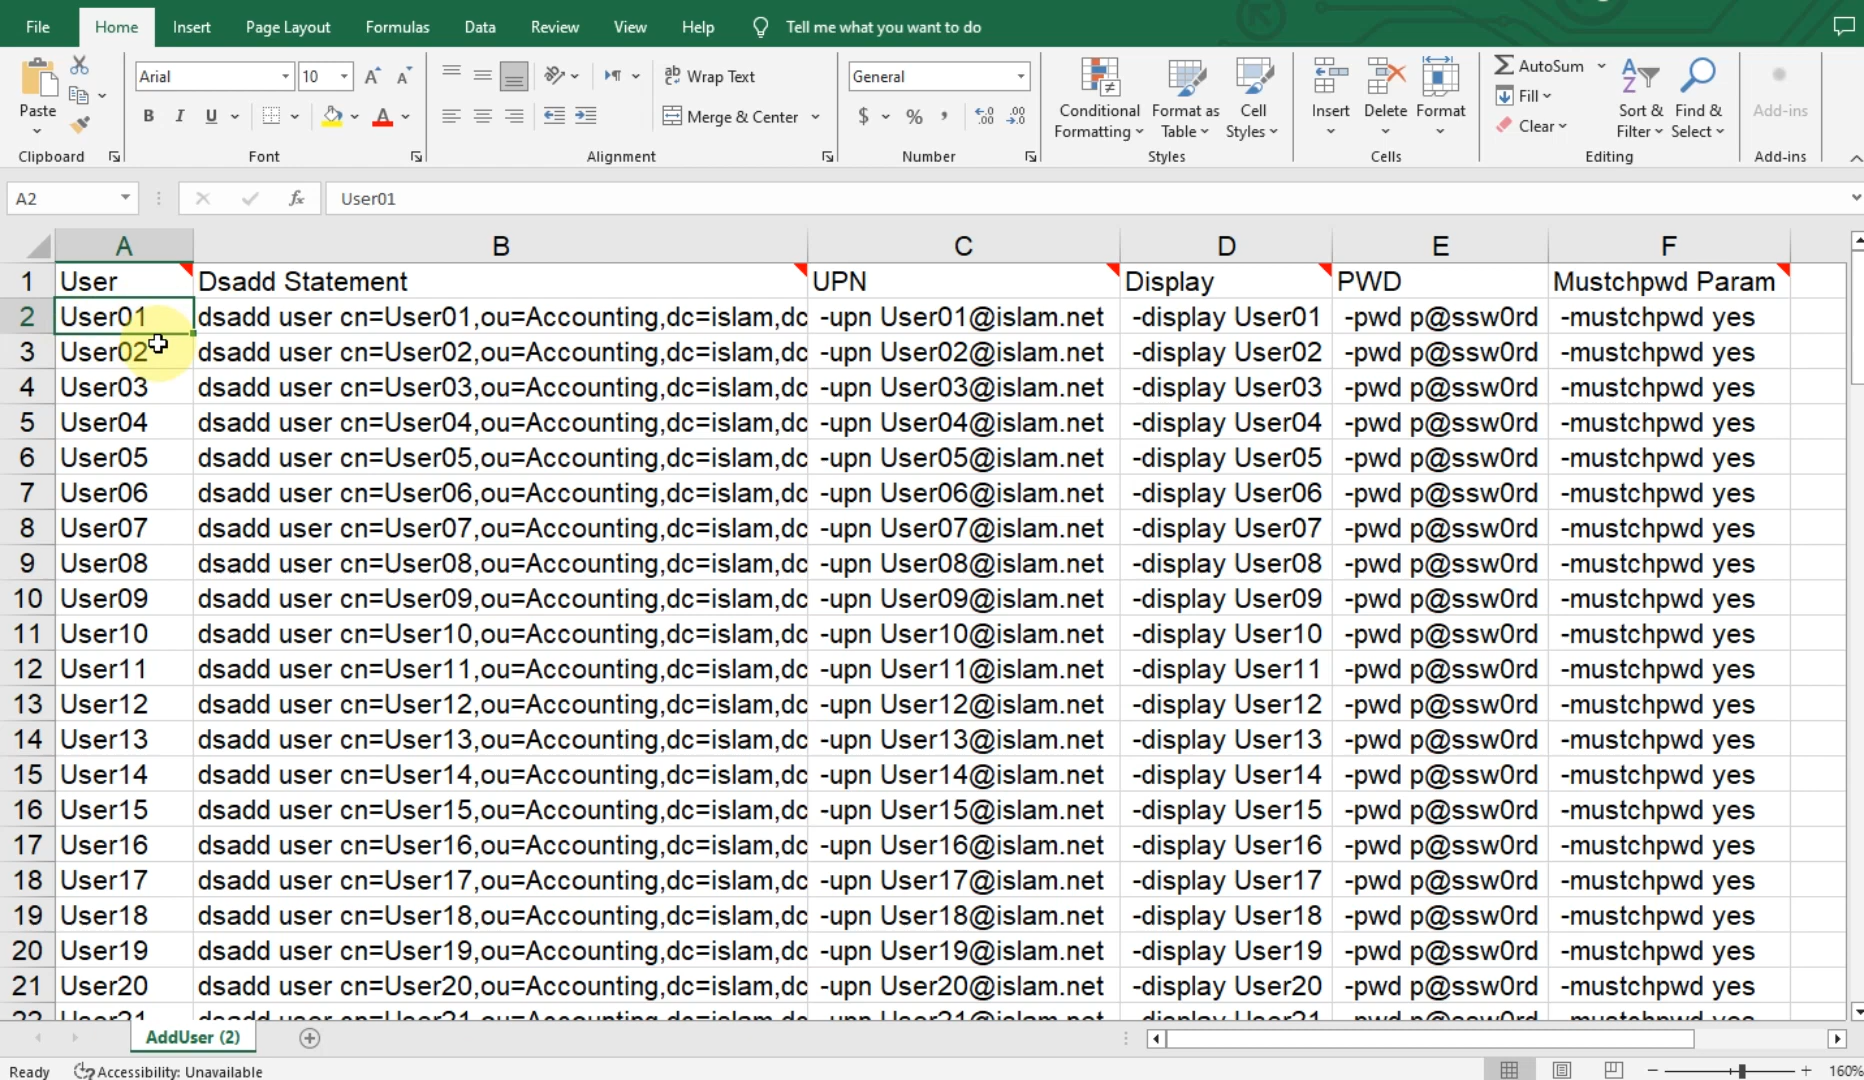 File Home Insert Page Layout Formulas Data Review View Help Tell me what you want to do
Paste
Clipboard
Arial 10
B I U
Font
Wrap Text
Merge & Center
Alignment
General
$ % ,
Number
Conditional Formatting
Format as Table
Cell Styles
Styles
Insert Delete Format
Cells
AutoSum
Fill
Clear
Sort & Filter
Find & Select
Editing
Add-ins
Add-ins
A2 fx User01
A B C D E F
1 User Dsadd Statement UPN Display PWD Mustchpwd Param
2 User01 dsadd user cn=User01,ou=Accounting,dc=islam,dc -upn User01@islam.net -display User01 -pwd p@ssw0rd -mustchpwd yes
3 User02 dsadd user cn=User02,ou=Accounting,dc=islam,dc -upn User02@islam.net -display User02 -pwd p@ssw0rd -mustchpwd yes
4 User03 dsadd user cn=User03,ou=Accounting,dc=islam,dc -upn User03@islam.net -display User03 -pwd p@ssw0rd -mustchpwd yes
5 User04 dsadd user cn=User04,ou=Accounting,dc=islam,dc -upn User04@islam.net -display User04 -pwd p@ssw0rd -mustchpwd yes
6 User05 dsadd user cn=User05,ou=Accounting,dc=islam,dc -upn User05@islam.net -display User05 -pwd p@ssw0rd -mustchpwd yes
7 User06 dsadd user cn=User06,ou=Accounting,dc=islam,dc -upn User06@islam.net -display User06 -pwd p@ssw0rd -mustchpwd yes
8 User07 dsadd user cn=User07,ou=Accounting,dc=islam,dc -upn User07@islam.net -display User07 -pwd p@ssw0rd -mustchpwd yes
9 User08 dsadd user cn=User08,ou=Accounting,dc=islam,dc -upn User08@islam.net -display User08 -pwd p@ssw0rd -mustchpwd yes
10 User09 dsadd user cn=User09,ou=Accounting,dc=islam,dc -upn User09@islam.net -display User09 -pwd p@ssw0rd -mustchpwd yes
11 User10 dsadd user cn=User10,ou=Accounting,dc=islam,dc -upn User10@islam.net -display User10 -pwd p@ssw0rd -mustchpwd yes
12 User11 dsadd user cn=User11,ou=Accounting,dc=islam,dc -upn User11@islam.net -display User11 -pwd p@ssw0rd -mustchpwd yes
13 User12 dsadd user cn=User12,ou=Accounting,dc=islam,dc -upn User12@islam.net -display User12 -pwd p@ssw0rd -mustchpwd yes
14 User13 dsadd user cn=User13,ou=Accounting,dc=islam,dc -upn User13@islam.net -display User13 -pwd p@ssw0rd -mustchpwd yes
15 User14 dsadd user cn=User14,ou=Accounting,dc=islam,dc -upn User14@islam.net -display User14 -pwd p@ssw0rd -mustchpwd yes
16 User15 dsadd user cn=User15,ou=Accounting,dc=islam,dc -upn User15@islam.net -display User15 -pwd p@ssw0rd -mustchpwd yes
17 User16 dsadd user cn=User16,ou=Accounting,dc=islam,dc -upn User16@islam.net -display User16 -pwd p@ssw0rd -mustchpwd yes
18 User17 dsadd user cn=User17,ou=Accounting,dc=islam,dc -upn User17@islam.net -display User17 -pwd p@ssw0rd -mustchpwd yes
19 User18 dsadd user cn=User18,ou=Accounting,dc=islam,dc -upn User18@islam.net -display User18 -pwd p@ssw0rd -mustchpwd yes
20 User19 dsadd user cn=User19,ou=Accounting,dc=islam,dc -upn User19@islam.net -display User19 -pwd p@ssw0rd -mustchpwd yes
21 User20 dsadd user cn=User20,ou=Accounting,dc=islam,dc -upn User20@islam.net -display User20 -pwd p@ssw0rd -mustchpwd yes
AddUser (2)
Ready Accessibility: Unavailable 160%